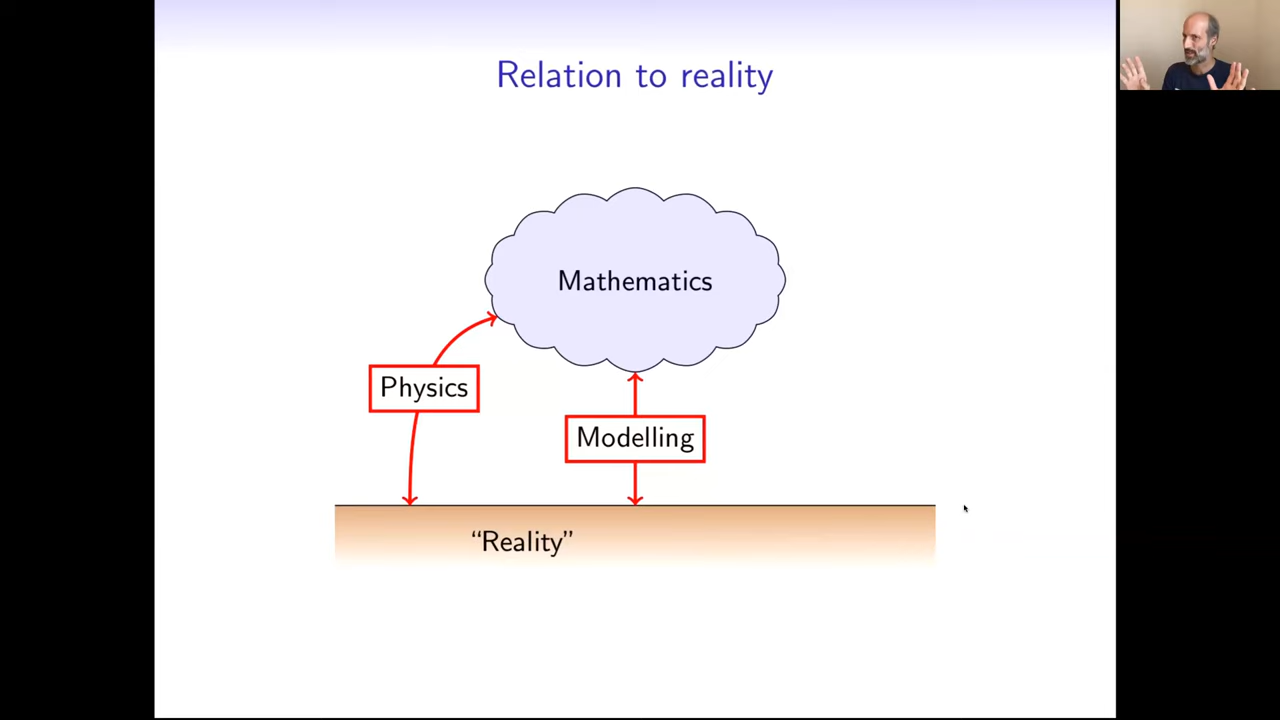 Relation to reality
Mathematics
Physics
Modelling
“Reality”